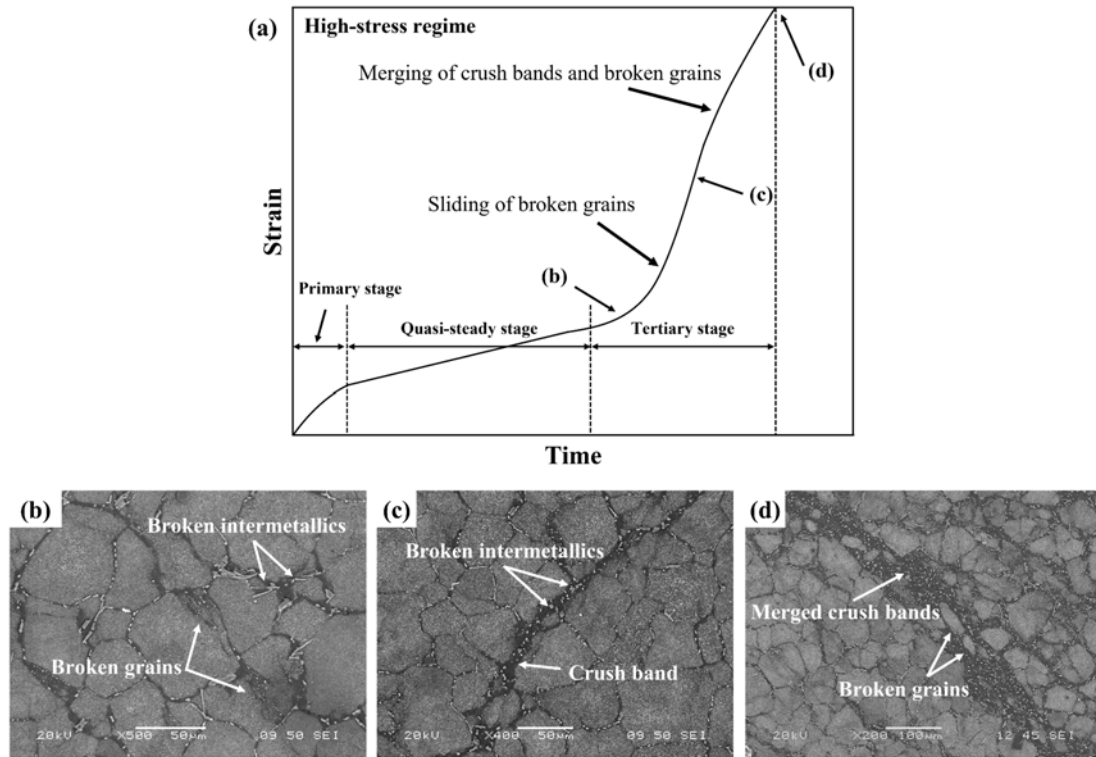 (a)
High-stress regime
Merging of crush bands and broken grains
(d)
(c)
Sliding of broken grains
(b)
Primary stage
Quasi-steady stage
Tertiary stage
Strain
Time
(b)
Broken intermetallics
Broken grains
20kV X500 50μm 09 50 SEI
(c)
Broken intermetallics
Crush band
20kV X400 50μm 09 50 SEI
(d)
Merged crush bands
Broken grains
20kV X200 100μm 12 45 SEI